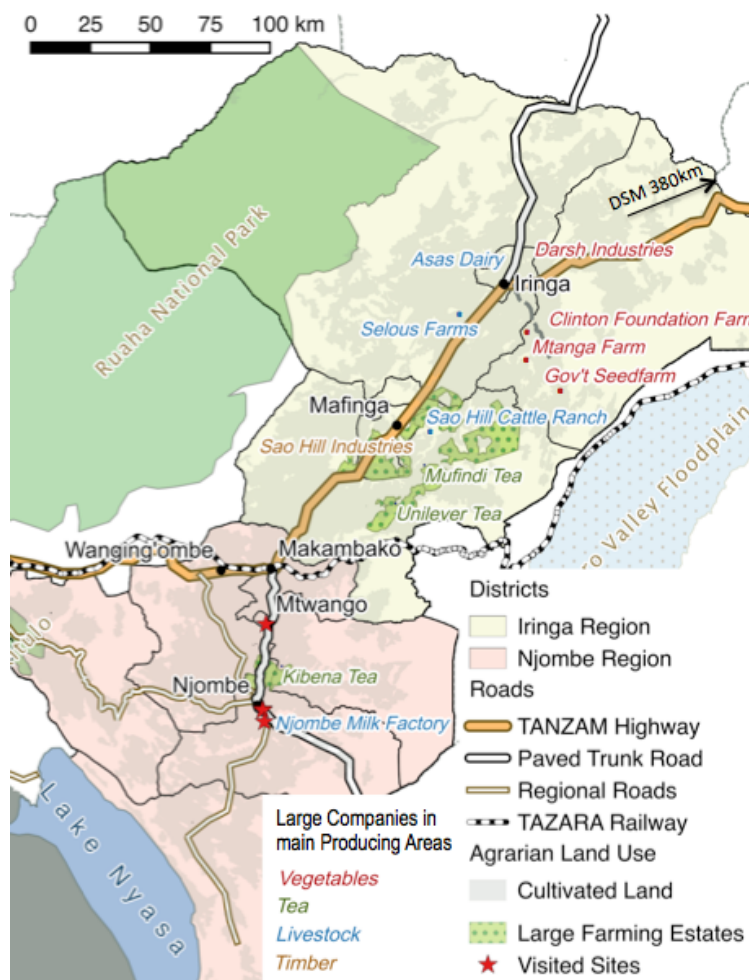 0 25 50 75 100 km
DSM 380km
Ruaha National Park
Asas Dairy
Darsh Industries
Iringa
Selous Farms
Clinton Foundation Farm
Mtanga Farm
Gov't Seedfarm
Mafinga
Sao Hill Cattle Ranch
Sao Hill Industries
Mufindi Tea
Unilever Tea
ro Valley Floodplain
Wanging'ombe
Makambako
Mtwango
Kibena Tea
Njombe
Njombe Milk Factory
tulo
Lake Nyasa
Districts
Iringa Region
Njombe Region
Roads
TANZAM Highway
Paved Trunk Road
Regional Roads
TAZARA Railway
Agrarian Land Use
Cultivated Land
Large Farming Estates
Visited Sites
Large Companies in
main Producing Areas
Vegetables
Tea
Livestock
Timber